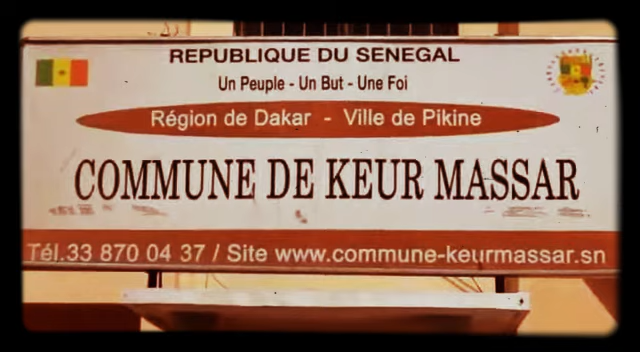 REPUBLIQUE DU SENEGAL
Un Peuple - Un But - Une Foi
Région de Dakar - Ville de Pikine
COMMUNE DE KEUR MASSAR
Tél.33 870 04 37 / Site www.commune-keurmassar.sn